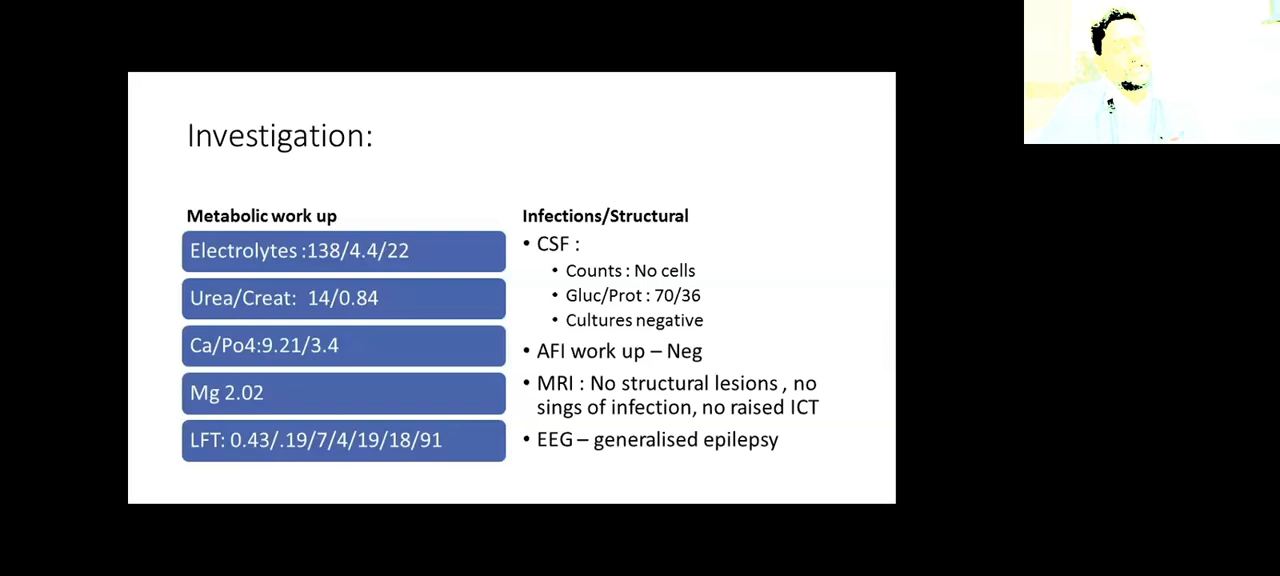 Investigation:
Metabolic work up
Electrolytes :138/4.4/22
Urea/Creat: 14/0.84
Ca/Po4:9.21/3.4
Mg 2.02
LFT: 0.43/.19/7/4/19/18/91
Infections/Structural
• CSF :
• Counts : No cells
• Gluc/Prot : 70/36
• Cultures negative
• AFI work up – Neg
• MRI : No structural lesions , no
sings of infection, no raised ICT
• EEG – generalised epilepsy